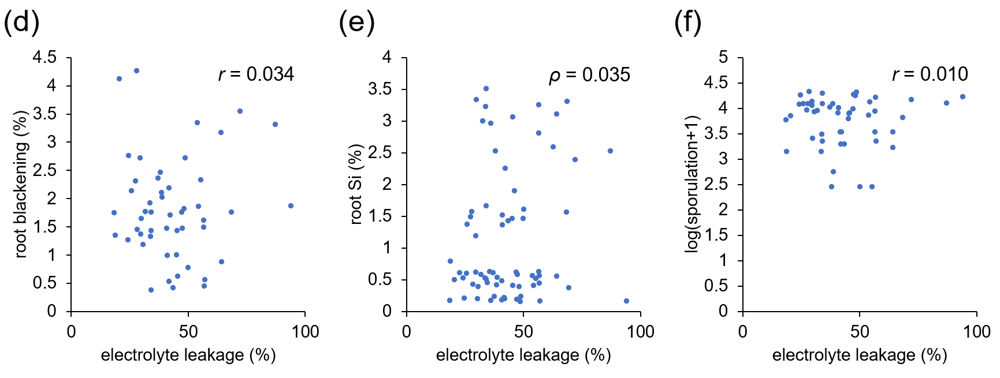 (d)
r = 0.034
root blackening (%)
4.5
4
3.5
3
2.5
2
1.5
1
0.5
0
0 50 100
electrolyte leakage (%)
(e)
ρ = 0.035
root Si (%)
4
3.5
3
2.5
2
1.5
1
0.5
0
0 50 100
electrolyte leakage (%)
(f)
r = 0.010
log(sporulation+1)
5
4.5
4
3.5
3
2.5
2
1.5
1
0.5
0
0 50 100
electrolyte leakage (%)